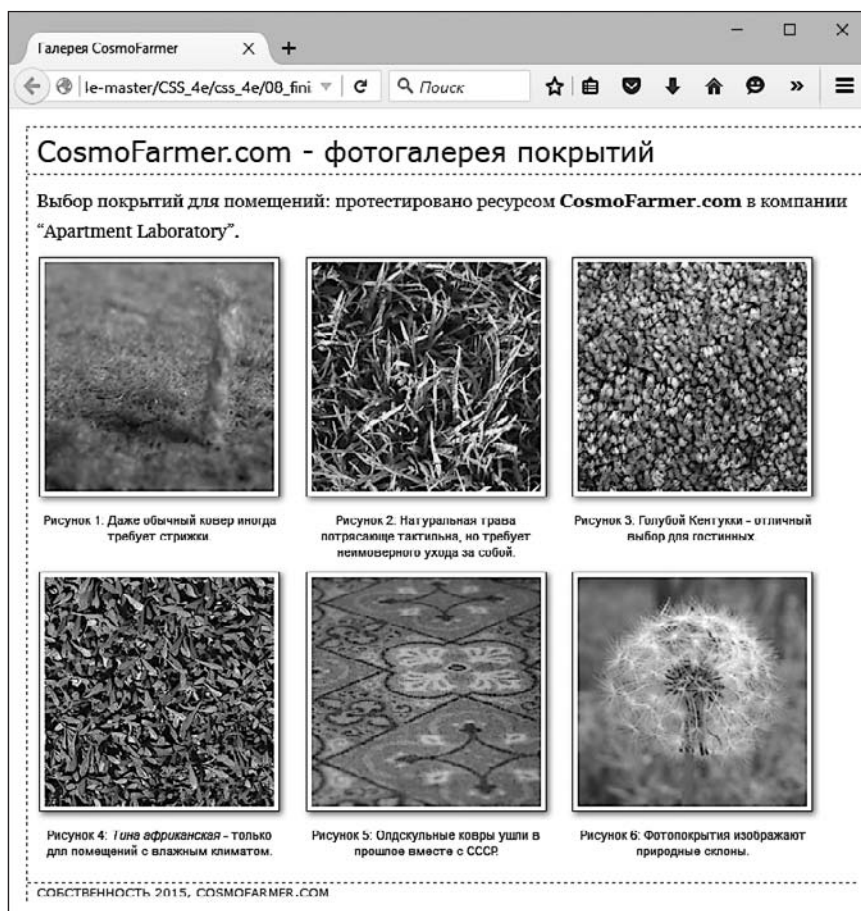 Галерея CosmoFarmer
le-master/CSS_4e/css_4e/08_fini
Поиск
CosmoFarmer.com - фотогалерея покрытий
Выбор покрытий для помещений: протестировано ресурсом CosmoFarmer.com в компании
“Apartment Laboratory”.
Рисунок 1. Даже обычный ковер иногда
требует стрижки.
Рисунок 2. Натуральная трава
потрясающе тактильна, но требует
неимоверного ухода за собой.
Рисунок 3. Голубой Кентукки - отличный
выбор для гостинных.
Рисунок 4: Тина африканская - только
для помещений с влажным климатом.
Рисунок 5: Олдскульные ковры ушли в
прошлое вместе с СССР.
Рисунок 6: Фотопокрытия изображают
природные склоны.
СОБСТВЕННОСТЬ 2015, COSMOFARMER.COM